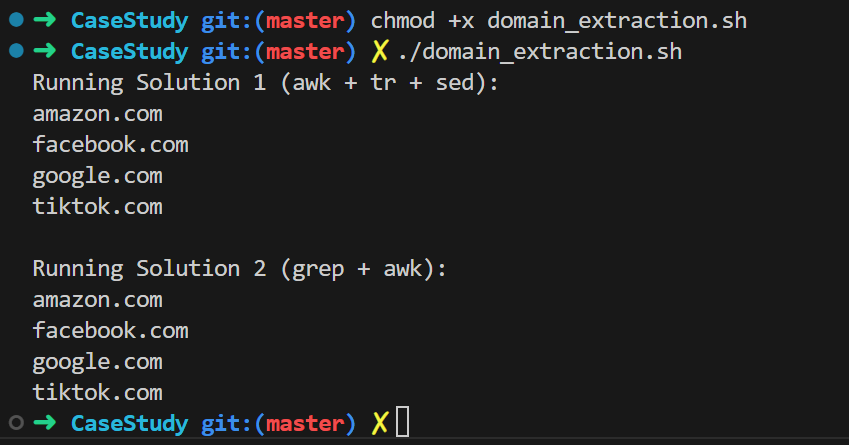 ➜ CaseStudy git:(master) chmod +x domain_extraction.sh
➜ CaseStudy git:(master) ✗ ./domain_extraction.sh
Running Solution 1 (awk + tr + sed):
amazon.com
facebook.com
google.com
tiktok.com

Running Solution 2 (grep + awk):
amazon.com
facebook.com
google.com
tiktok.com
➜ CaseStudy git:(master) ✗